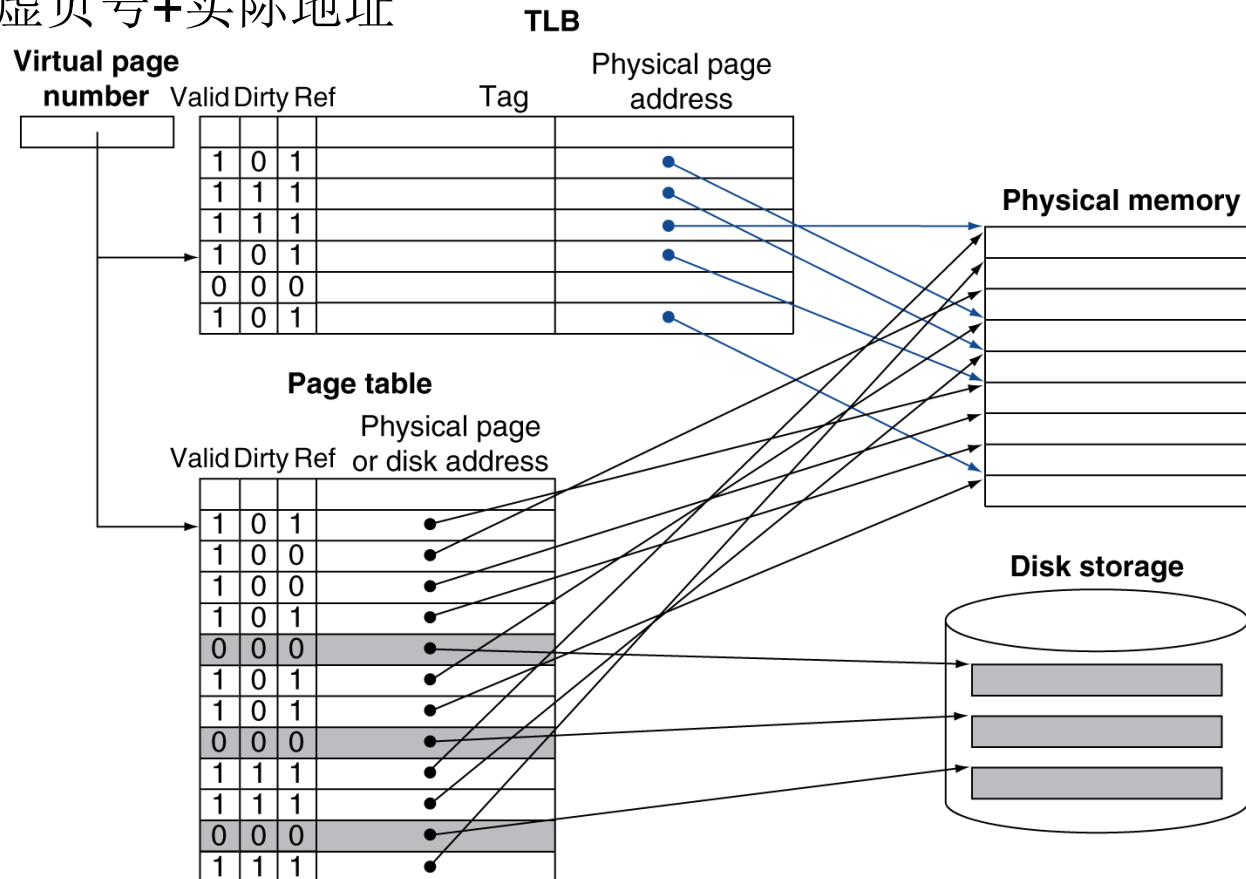 虚页号+实际地址
TLB
Virtual page
number
Valid Dirty Ref
Tag
Physical page
address
1 0 1
1 1 1
1 1 1
1 0 1
0 0 0
1 0 1
Physical memory
Page table
Valid Dirty Ref
Physical page
or disk address
1 0 1
1 0 0
1 0 0
1 0 1
0 0 0
1 0 1
1 0 1
0 0 0
1 1 1
1 1 1
0 0 0
1 1 1
Disk storage